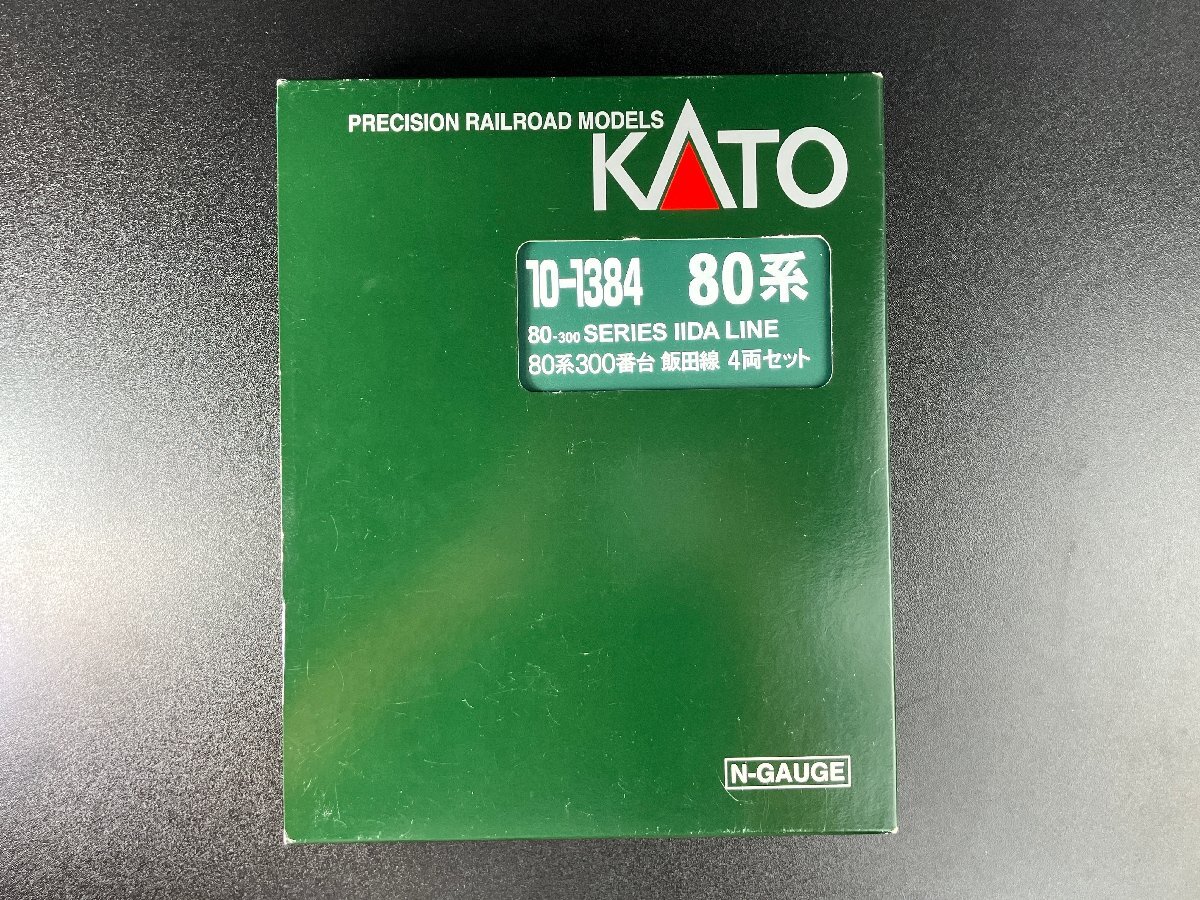 PRECISION RAILROAD MODELS
KATO
10-1384 80系
80-300 SERIES IIDA LINE
80系300番台 飯田線 4両セット
N-GAUGE